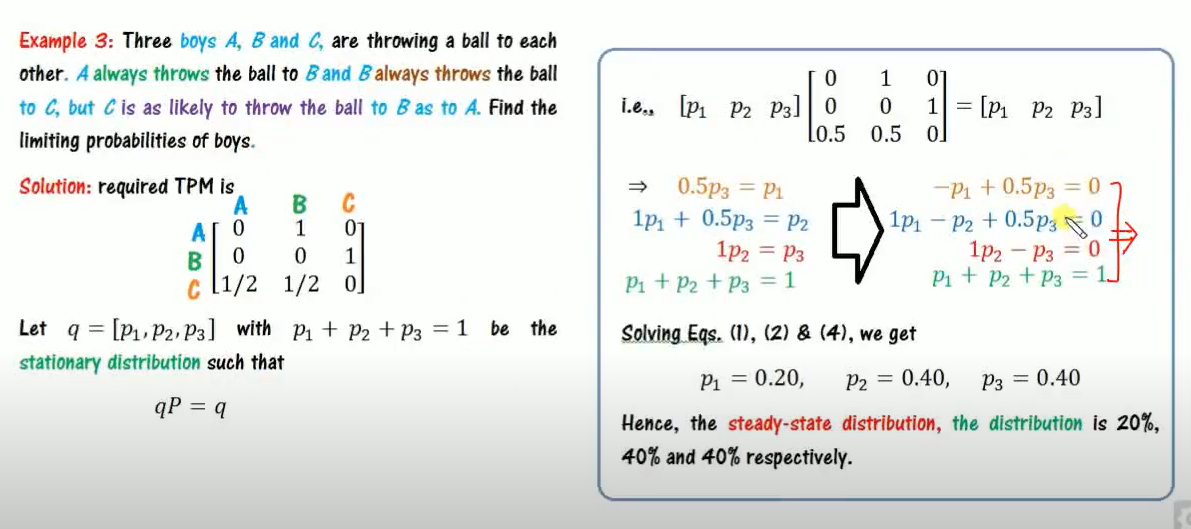 Example 3: Three boys A, B and C, are throwing a ball to each
other. A always throws the ball to B and B always throws the ball
to C, but C is as likely to throw the ball to B as to A. Find the
limiting probabilities of boys.
Solution: required TPM is
A B C
A [ 0 1 0 ]
B [ 0 0 1 ]
C [ 1/2 1/2 0 ]
Let q = [p₁, p₂, p₃] with p₁ + p₂ + p₃ = 1 be the
stationary distribution such that
qP = q
i.e., [p₁ p₂ p₃] [ 0 1 0 ; 0 0 1 ; 0.5 0.5 0 ] = [p₁ p₂ p₃]
⇒ 0.5p₃ = p₁ −p₁ + 0.5p₃ = 0
1p₁ + 0.5p₃ = p₂ 1p₁ − p₂ + 0.5p₃ = 0
1p₂ = p₃ 1p₂ − p₃ = 0
p₁ + p₂ + p₃ = 1 p₁ + p₂ + p₃ = 1
Solving Eqs. (1), (2) & (4), we get
p₁ = 0.20, p₂ = 0.40, p₃ = 0.40
Hence, the steady-state distribution, the distribution is 20%,
40% and 40% respectively.